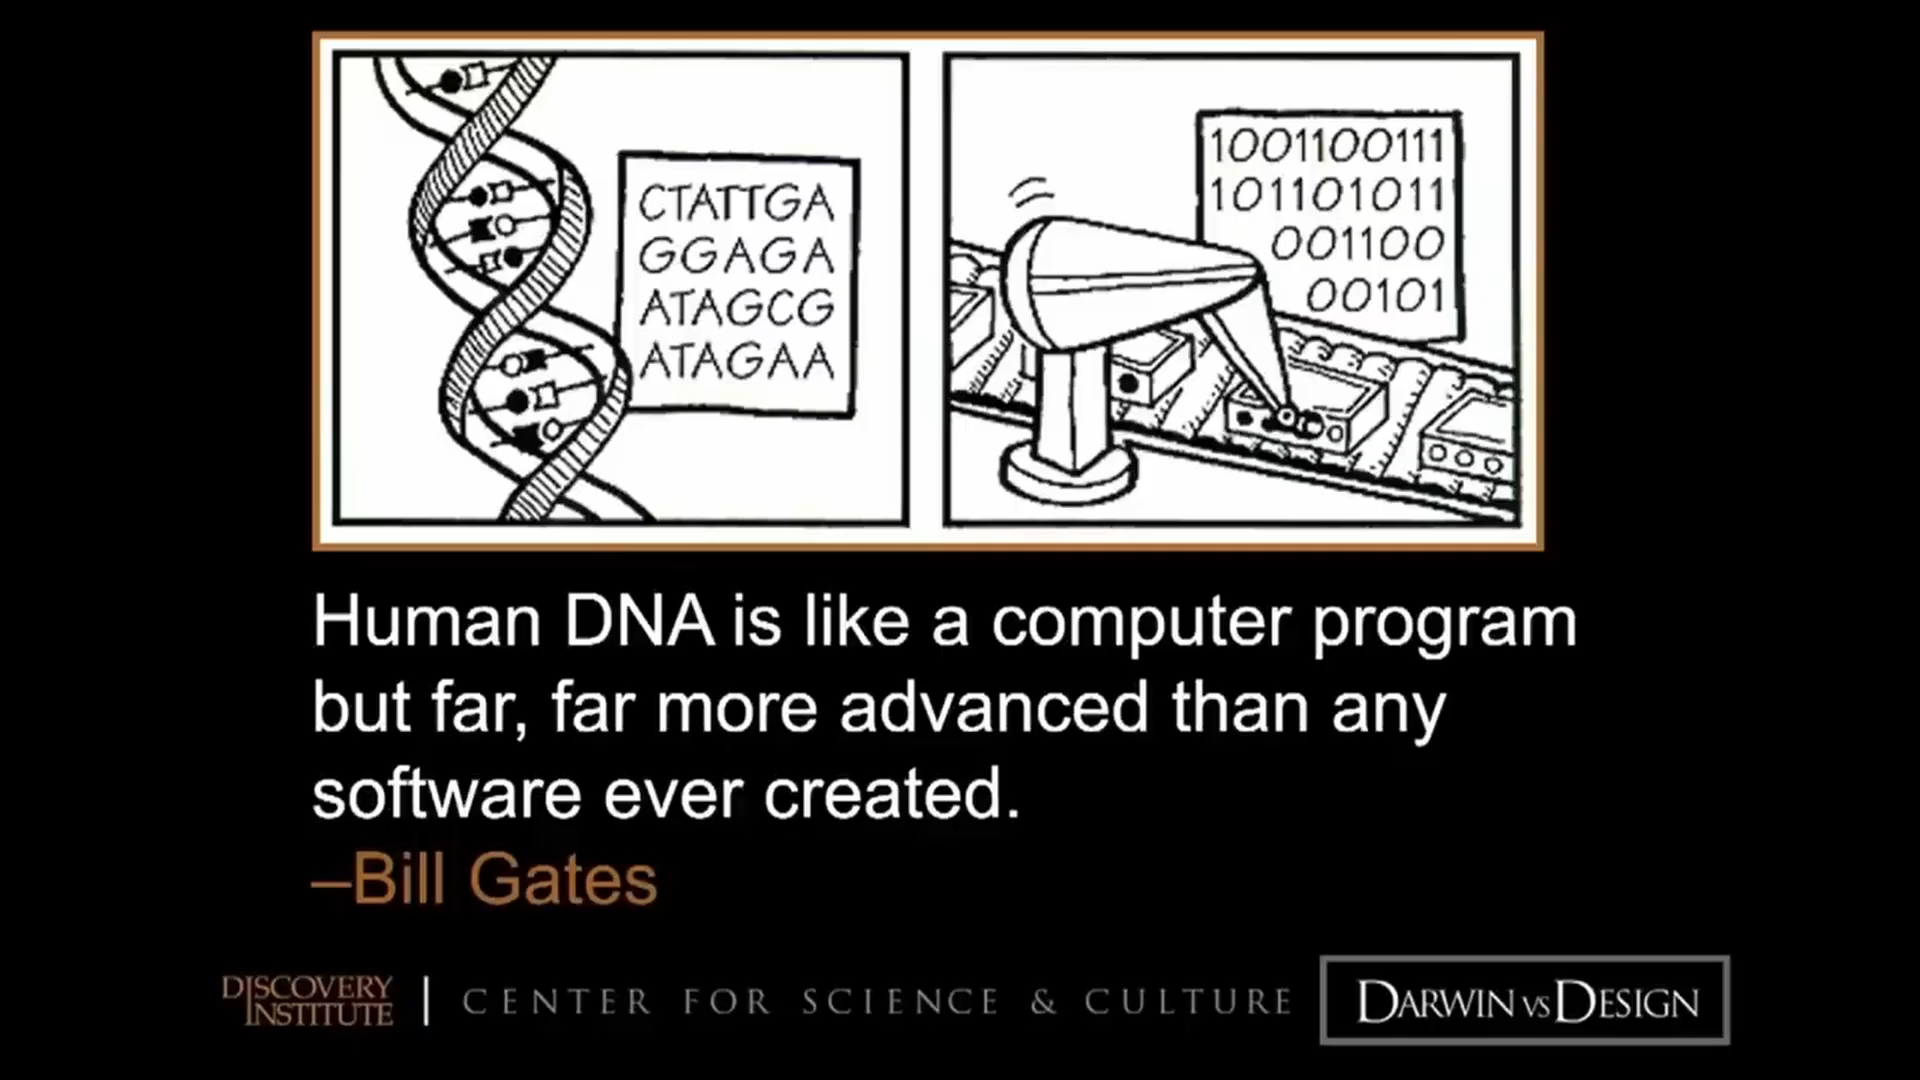 CTATTGA
GGAGA
ATAGCG
ATAGAA
1001100111
101101011
001100
00101
Human DNA is like a computer program
but far, far more advanced than any
software ever created.
–Bill Gates
DISCOVERY
INSTITUTE
CENTER FOR SCIENCE & CULTURE
DARWIN VS DESIGN